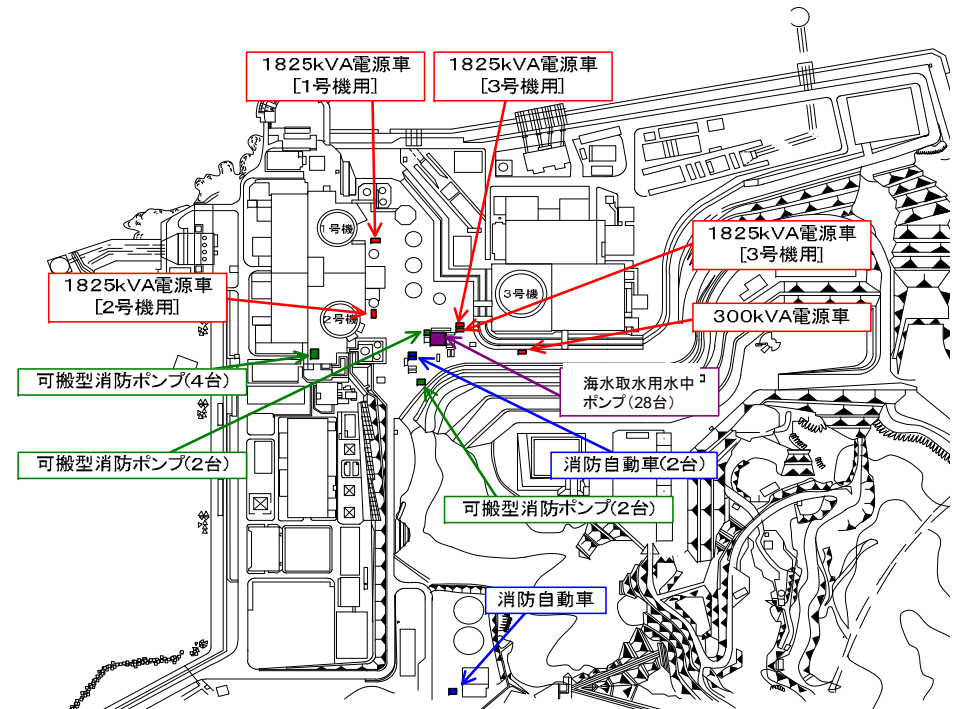 1825kVA電源車
[1号機用]
1825kVA電源車
[3号機用]
1号機
1825kVA電源車
[3号機用]
1825kVA電源車
[2号機用]
3号機
2号機
300kVA電源車
可搬型消防ポンプ(4台)
海水取水用水中
ポンプ(28台)
可搬型消防ポンプ(2台)
消防自動車(2台)
可搬型消防ポンプ(2台)
消防自動車